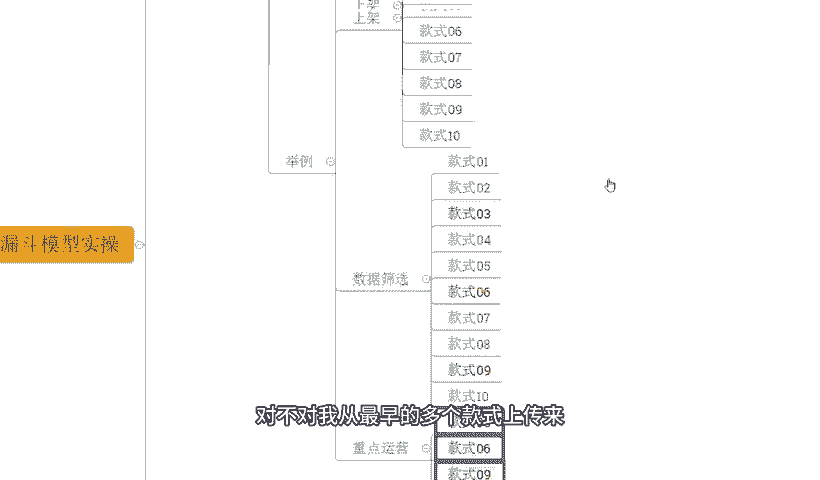 上架
上架
款式06
款式07
款式08
款式09
款式10
举例
款式01
款式02
款式03
款式04
漏斗模型实操
款式05
数据筛选
款式06
款式07
款式08
款式09
款式10
对不对我从最早的多个款式上传来
重点运营
款式06
款式09